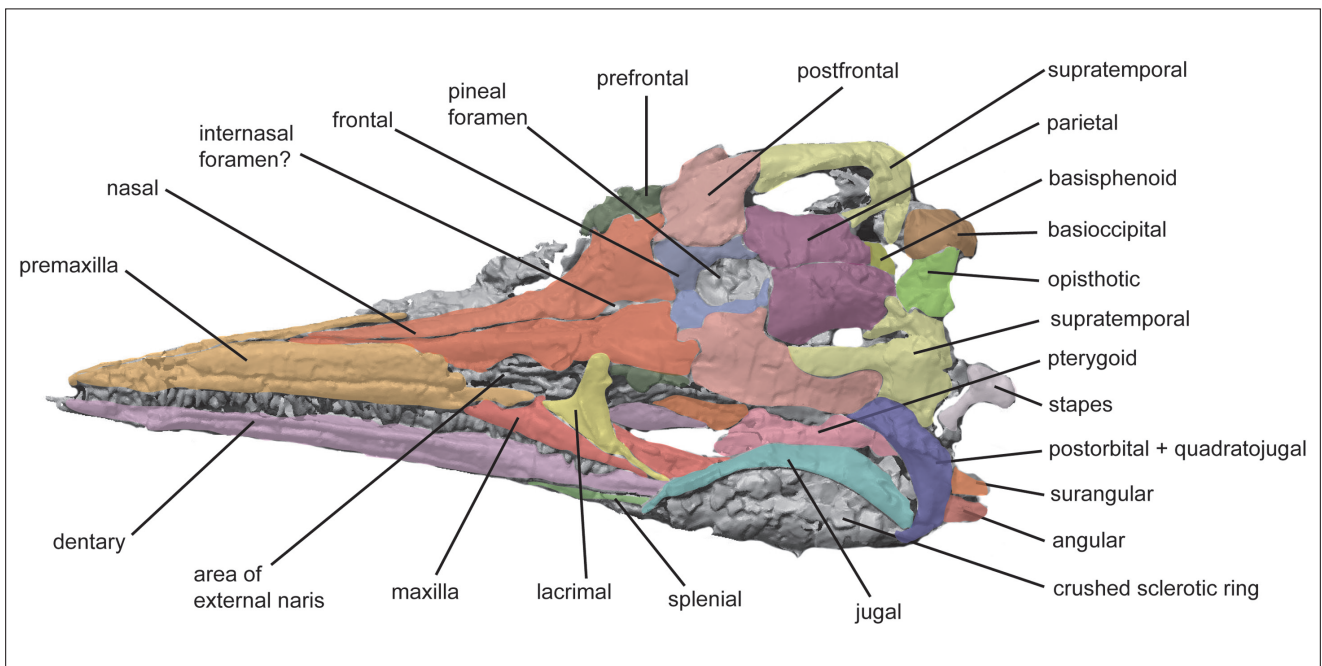 supratemporal
postfrontal
prefrontal
pineal
foramen
frontal
internasal
foramen?
nasal
premaxilla
parietal
basisphenoid
basioccipital
opisthotic
supratemporal
pterygoid
stapes
postorbital + quadratojugal
surangular
angular
crushed sclerotic ring
dentary
area of
external naris
maxilla
lacrimal
splenial
jugal